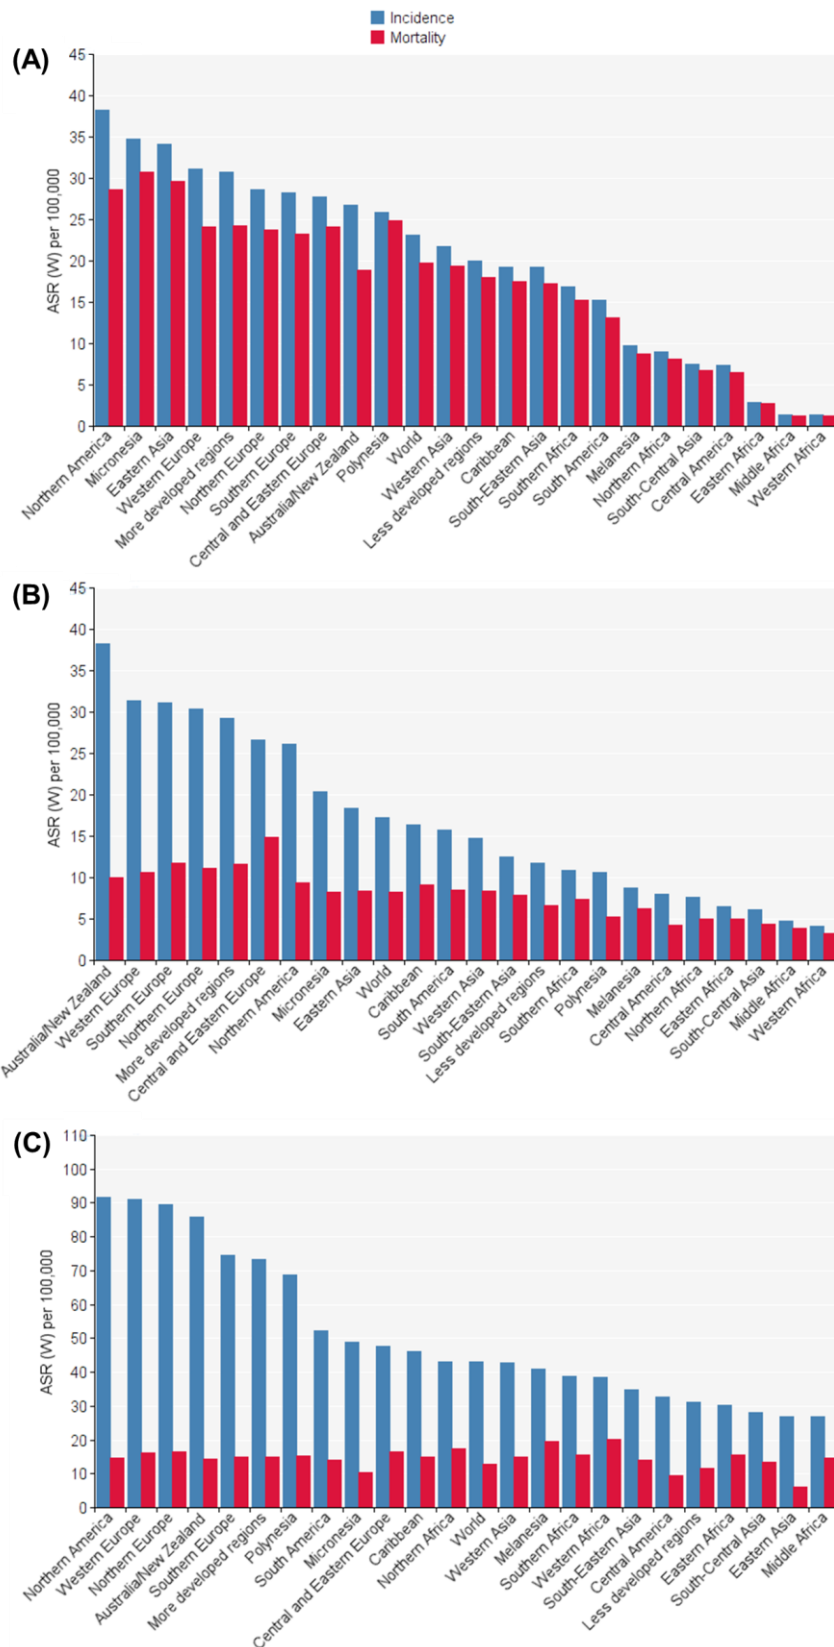 Incidence
Mortality
(A)
45
40
35
30
25
20
15
10
5
0
ASR (W) per 100,000
Northern America
Micronesia
Eastern Asia
Western Europe
More developed regions
Northern Europe
Southern Europe
Central and Eastern Europe
Australia/New Zealand
Polynesia
World
Western Asia
Less developed regions
Caribbean
South-Eastern Asia
Southern Africa
South America
Melanesia
Northern Africa
South-Central Asia
Central America
Eastern Africa
Middle Africa
Western Africa
(B)
45
40
35
30
25
20
15
10
5
0
ASR (W) per 100,000
Australia/New Zealand
Western Europe
Southern Europe
Northern Europe
More developed regions
Central and Eastern Europe
Northern America
Micronesia
Eastern Asia
World
Caribbean
South America
Western Asia
South-Eastern Asia
Less developed regions
Southern Africa
Polynesia
Melanesia
Central America
Northern Africa
Eastern Africa
South-Central Asia
Middle Africa
Western Africa
(C)
110
100
90
80
70
60
50
40
30
20
10
0
ASR (W) per 100,000
Northern America
Western Europe
Northern Europe
Australia/New Zealand
Southern Europe
More developed regions
Polynesia
South America
Micronesia
Central and Eastern Europe
Caribbean
Northern Africa
World
Western Asia
Melanesia
Southern Africa
Western Africa
South-Eastern Asia
Central America
Less developed regions
Eastern Africa
South-Central Asia
Eastern Asia
Middle Africa